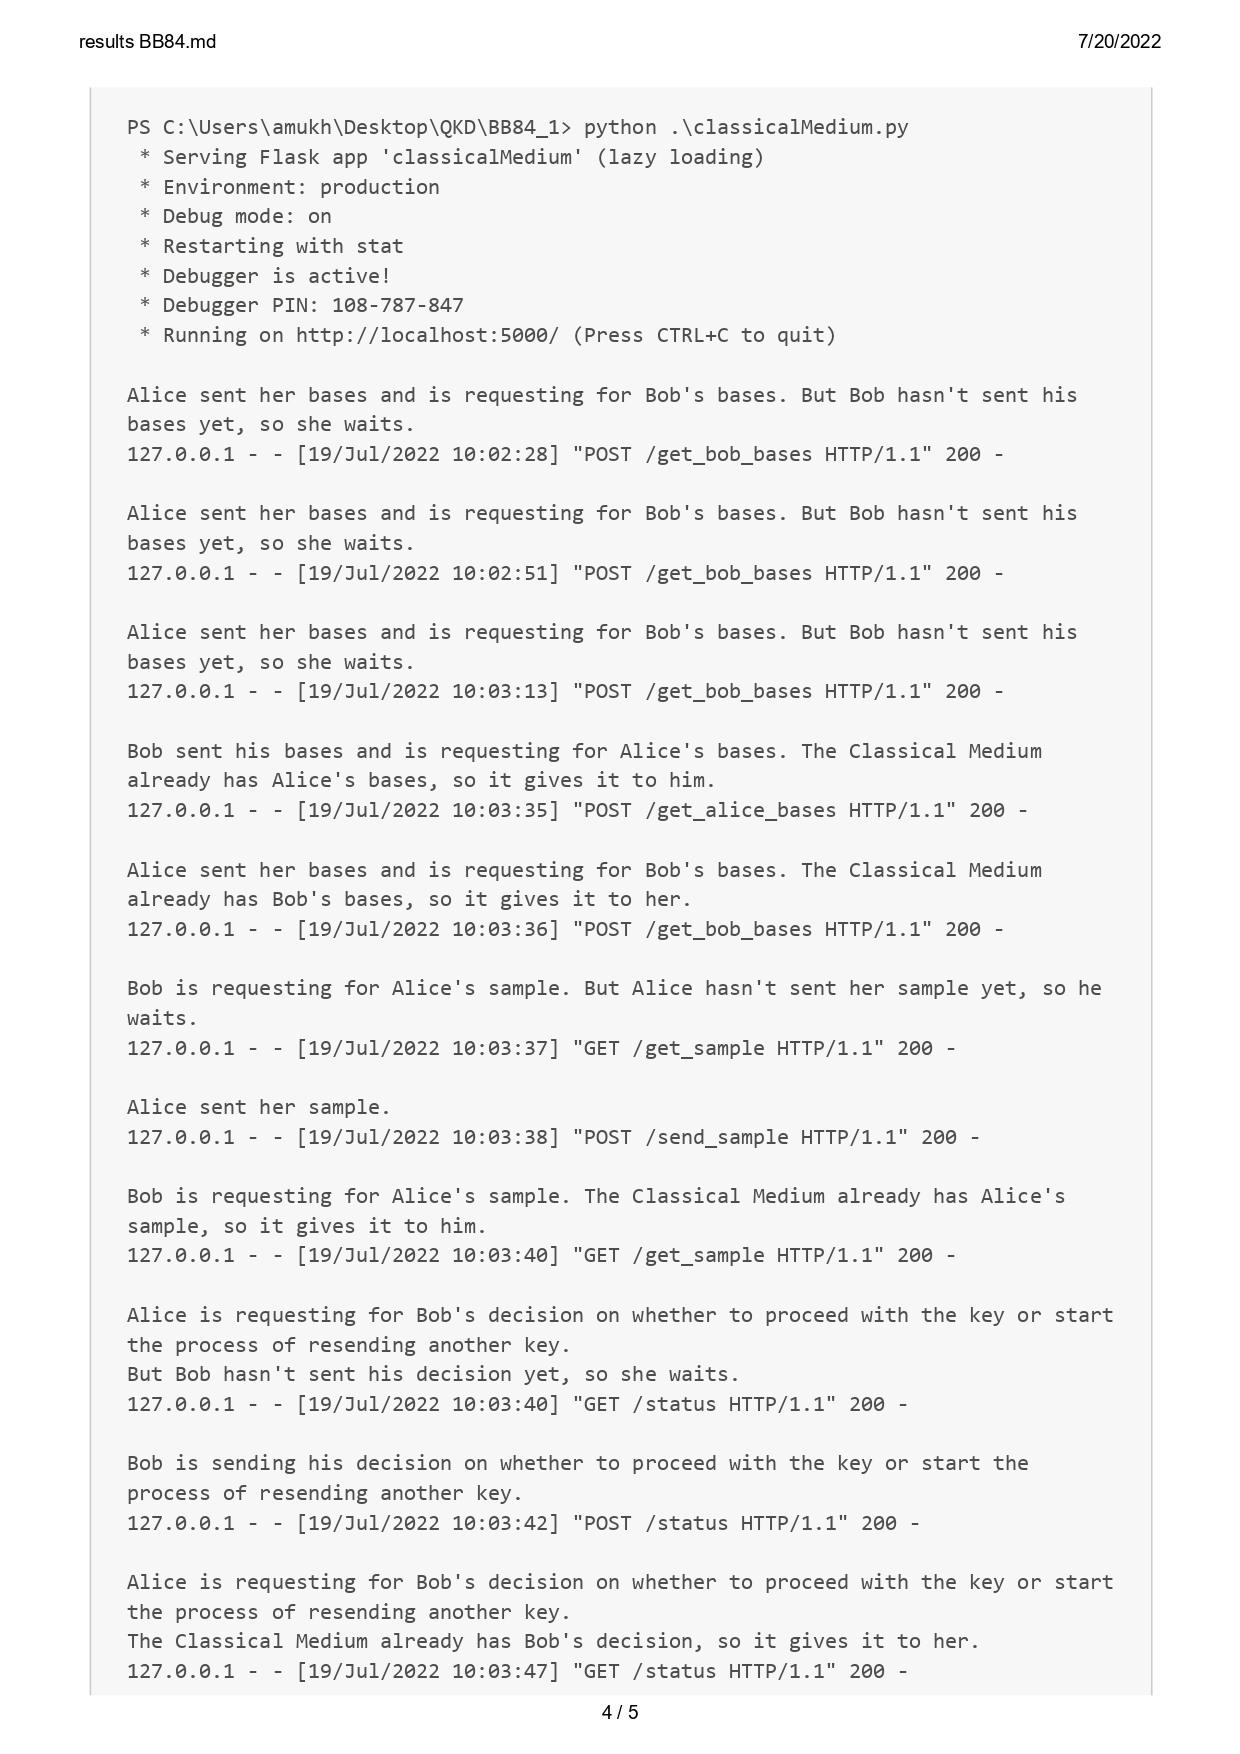 results BB84.md
7/20/2022
PS C:\Users\amukh\Desktop\QKD\BB84_1> python .\classicalMedium.py
 * Serving Flask app 'classicalMedium' (lazy loading)
 * Environment: production
 * Debug mode: on
 * Restarting with stat
 * Debugger is active!
 * Debugger PIN: 108-787-847
 * Running on http://localhost:5000/ (Press CTRL+C to quit)

Alice sent her bases and is requesting for Bob's bases. But Bob hasn't sent his
bases yet, so she waits.
127.0.0.1 - - [19/Jul/2022 10:02:28] "POST /get_bob_bases HTTP/1.1" 200 -

Alice sent her bases and is requesting for Bob's bases. But Bob hasn't sent his
bases yet, so she waits.
127.0.0.1 - - [19/Jul/2022 10:02:51] "POST /get_bob_bases HTTP/1.1" 200 -

Alice sent her bases and is requesting for Bob's bases. But Bob hasn't sent his
bases yet, so she waits.
127.0.0.1 - - [19/Jul/2022 10:03:13] "POST /get_bob_bases HTTP/1.1" 200 -

Bob sent his bases and is requesting for Alice's bases. The Classical Medium
already has Alice's bases, so it gives it to him.
127.0.0.1 - - [19/Jul/2022 10:03:35] "POST /get_alice_bases HTTP/1.1" 200 -

Alice sent her bases and is requesting for Bob's bases. The Classical Medium
already has Bob's bases, so it gives it to her.
127.0.0.1 - - [19/Jul/2022 10:03:36] "POST /get_bob_bases HTTP/1.1" 200 -

Bob is requesting for Alice's sample. But Alice hasn't sent her sample yet, so he
waits.
127.0.0.1 - - [19/Jul/2022 10:03:37] "GET /get_sample HTTP/1.1" 200 -

Alice sent her sample.
127.0.0.1 - - [19/Jul/2022 10:03:38] "POST /send_sample HTTP/1.1" 200 -

Bob is requesting for Alice's sample. The Classical Medium already has Alice's
sample, so it gives it to him.
127.0.0.1 - - [19/Jul/2022 10:03:40] "GET /get_sample HTTP/1.1" 200 -

Alice is requesting for Bob's decision on whether to proceed with the key or start
the process of resending another key.
But Bob hasn't sent his decision yet, so she waits.
127.0.0.1 - - [19/Jul/2022 10:03:40] "GET /status HTTP/1.1" 200 -

Bob is sending his decision on whether to proceed with the key or start the
process of resending another key.
127.0.0.1 - - [19/Jul/2022 10:03:42] "POST /status HTTP/1.1" 200 -

Alice is requesting for Bob's decision on whether to proceed with the key or start
the process of resending another key.
The Classical Medium already has Bob's decision, so it gives it to her.
127.0.0.1 - - [19/Jul/2022 10:03:47] "GET /status HTTP/1.1" 200 -
4 / 5